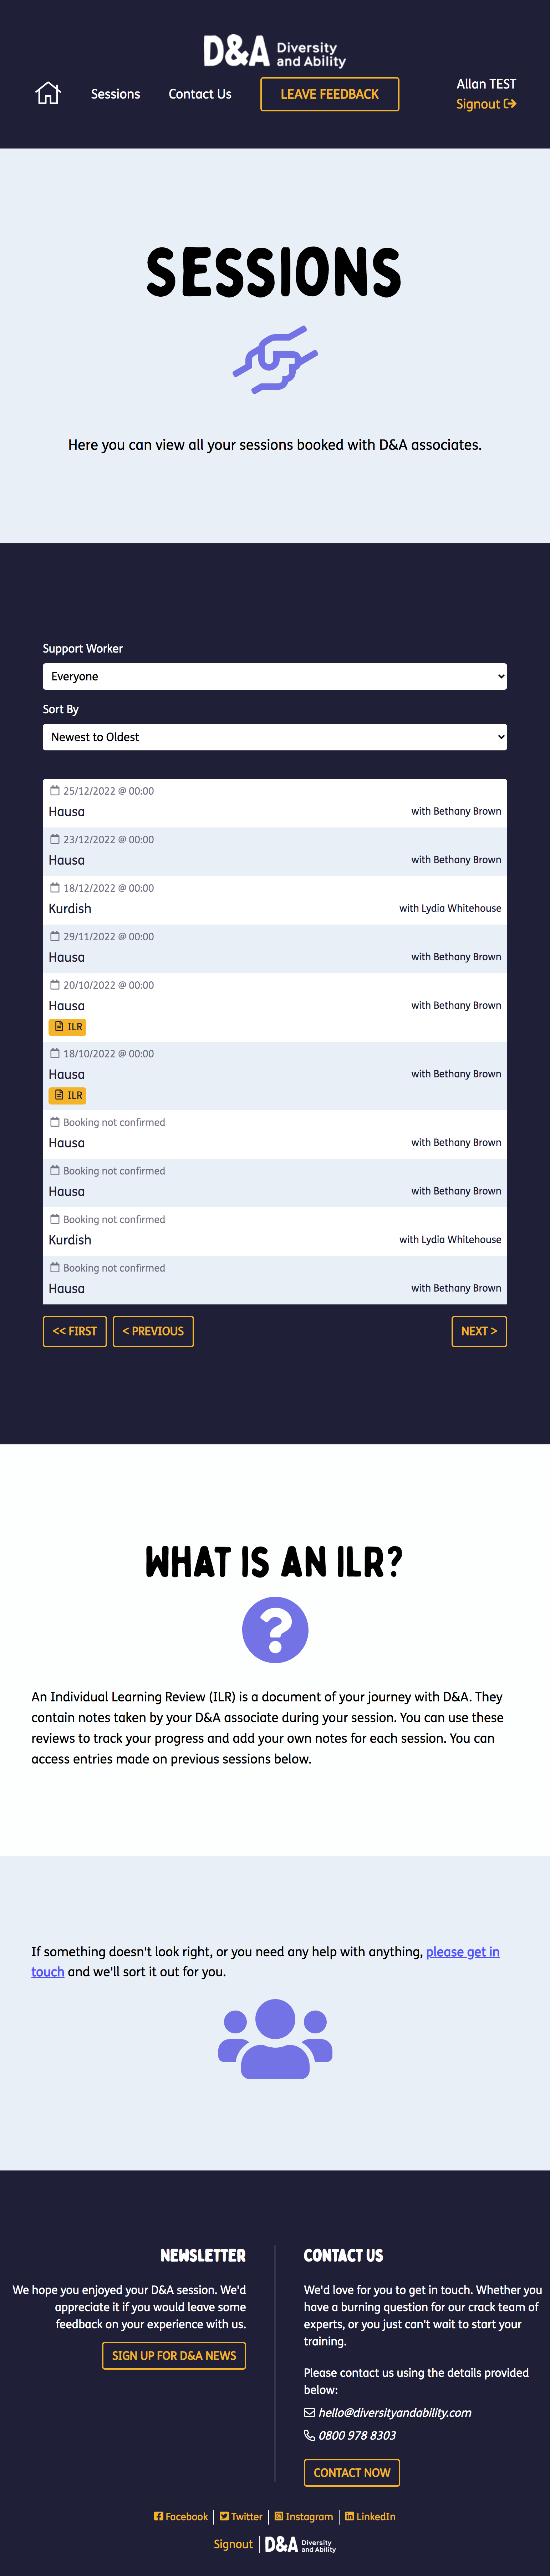 D&A Diversity and Ability
Sessions
Contact Us
LEAVE FEEDBACK
Allan TEST
Signout
SESSIONS
Here you can view all your sessions booked with D&A associates.
Support Worker
Everyone
Sort By
Newest to Oldest
25/12/2022 @ 00:00
Hausa with Bethany Brown
23/12/2022 @ 00:00
Hausa with Bethany Brown
18/12/2022 @ 00:00
Kurdish with Lydia Whitehouse
29/11/2022 @ 00:00
Hausa with Bethany Brown
20/10/2022 @ 00:00
Hausa with Bethany Brown
ILR
18/10/2022 @ 00:00
Hausa with Bethany Brown
ILR
Booking not confirmed
Hausa with Bethany Brown
Booking not confirmed
Hausa with Bethany Brown
Booking not confirmed
Kurdish with Lydia Whitehouse
Booking not confirmed
Hausa with Bethany Brown
<< FIRST
< PREVIOUS
NEXT >
WHAT IS AN ILR?
An Individual Learning Review (ILR) is a document of your journey with D&A. They
contain notes taken by your D&A associate during your session. You can use these
reviews to track your progress and add your own notes for each session. You can
access entries made on previous sessions below.
If something doesn't look right, or you need any help with anything, please get in
touch and we'll sort it out for you.
NEWSLETTER
We hope you enjoyed your D&A session. We'd
appreciate it if you would leave some
feedback on your experience with us.
SIGN UP FOR D&A NEWS
CONTACT US
We'd love for you to get in touch. Whether you
have a burning question for our crack team of
experts, or you just can't wait to start your
training.
Please contact us using the details provided
below:
hello@diversityandability.com
0800 978 8303
CONTACT NOW
Facebook
Twitter
Instagram
LinkedIn
Signout
D&A Diversity and Ability